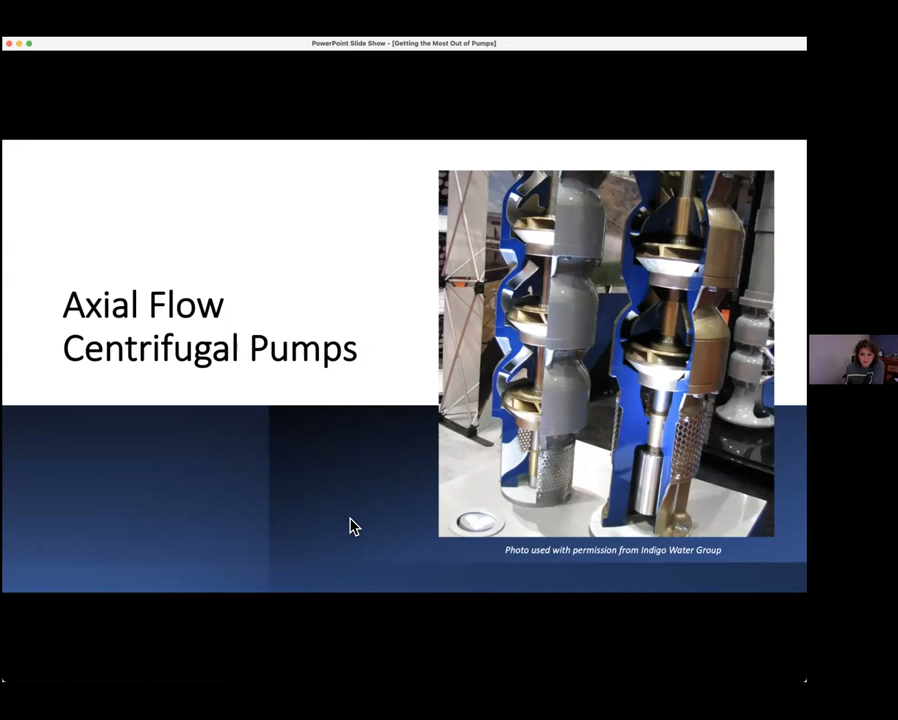 PowerPoint Slide Show - [Getting the Most Out of Pumps]
Axial Flow
Centrifugal Pumps
Photo used with permission from Indigo Water Group